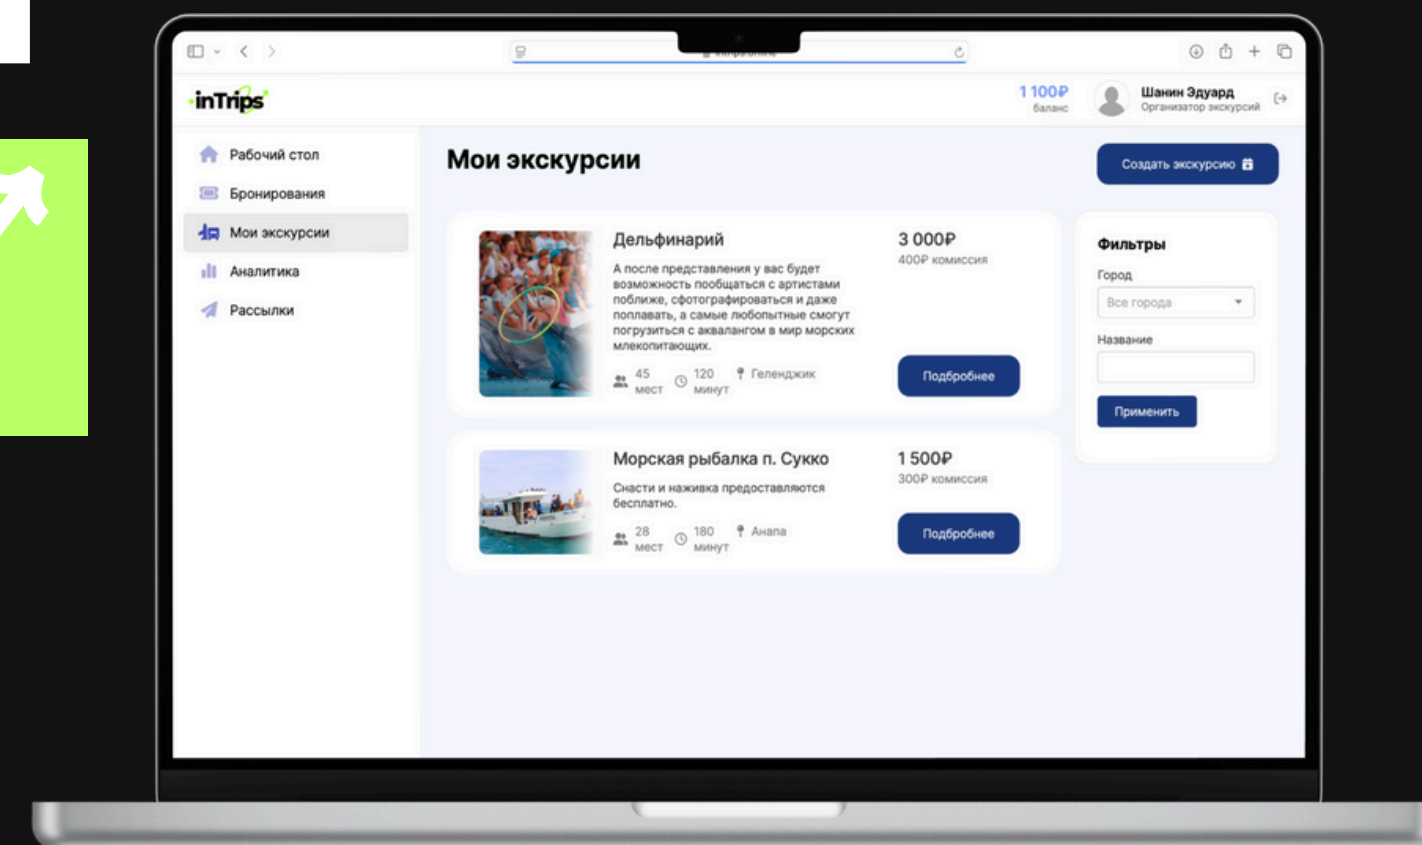 inTrips
1 100₽
баланс
Шанин Эдуард
Организатор экскурсий
Рабочий стол
Бронирования
Мои экскурсии
Аналитика
Рассылки
Мои экскурсии
Создать экскурсию
Дельфинарий
А после представления у вас будет
возможность пообщаться с артистами
поближе, сфотографироваться и даже
поплавать, а самые любопытные смогут
погрузиться с аквалангом в мир морских
млекопитающих.
45
мест
120
минут
Геленджик
3 000₽
400₽ комиссия
Подбробнее
Морская рыбалка п. Сукко
Снасти и наживка предоставляются
бесплатно.
28
мест
180
минут
Анапа
1 500₽
300₽ комиссия
Подбробнее
Фильтры
Город
Все города
Название
Применить